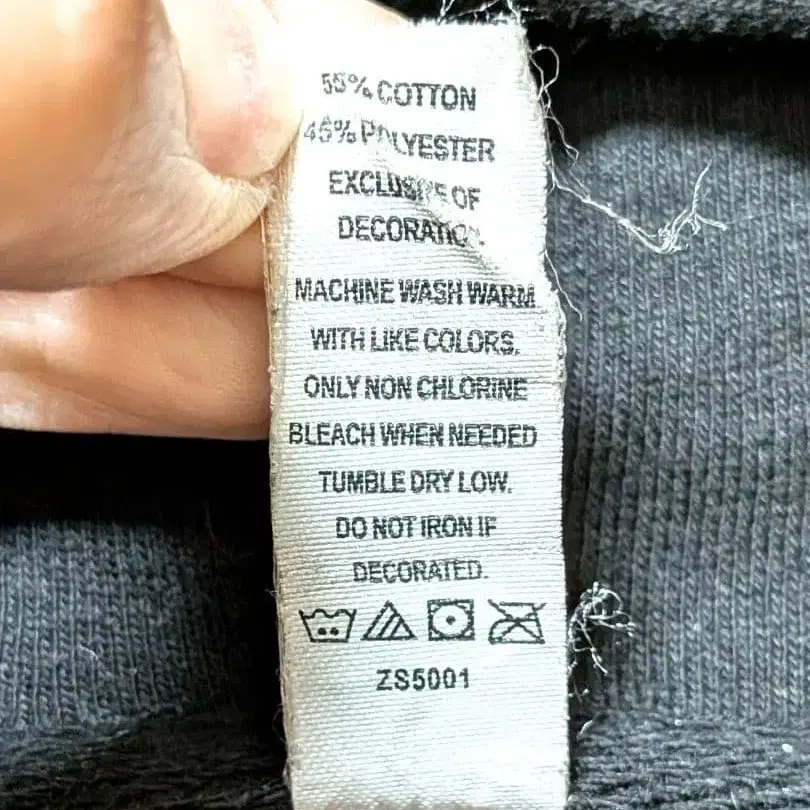 55% COTTON
45% POLYESTER
EXCLUSIVE OF
DECORATION.
MACHINE WASH WARM
WITH LIKE COLORS.
ONLY NON CHLORINE
BLEACH WHEN NEEDED
TUMBLE DRY LOW.
DO NOT IRON IF
DECORATED.
ZS5001